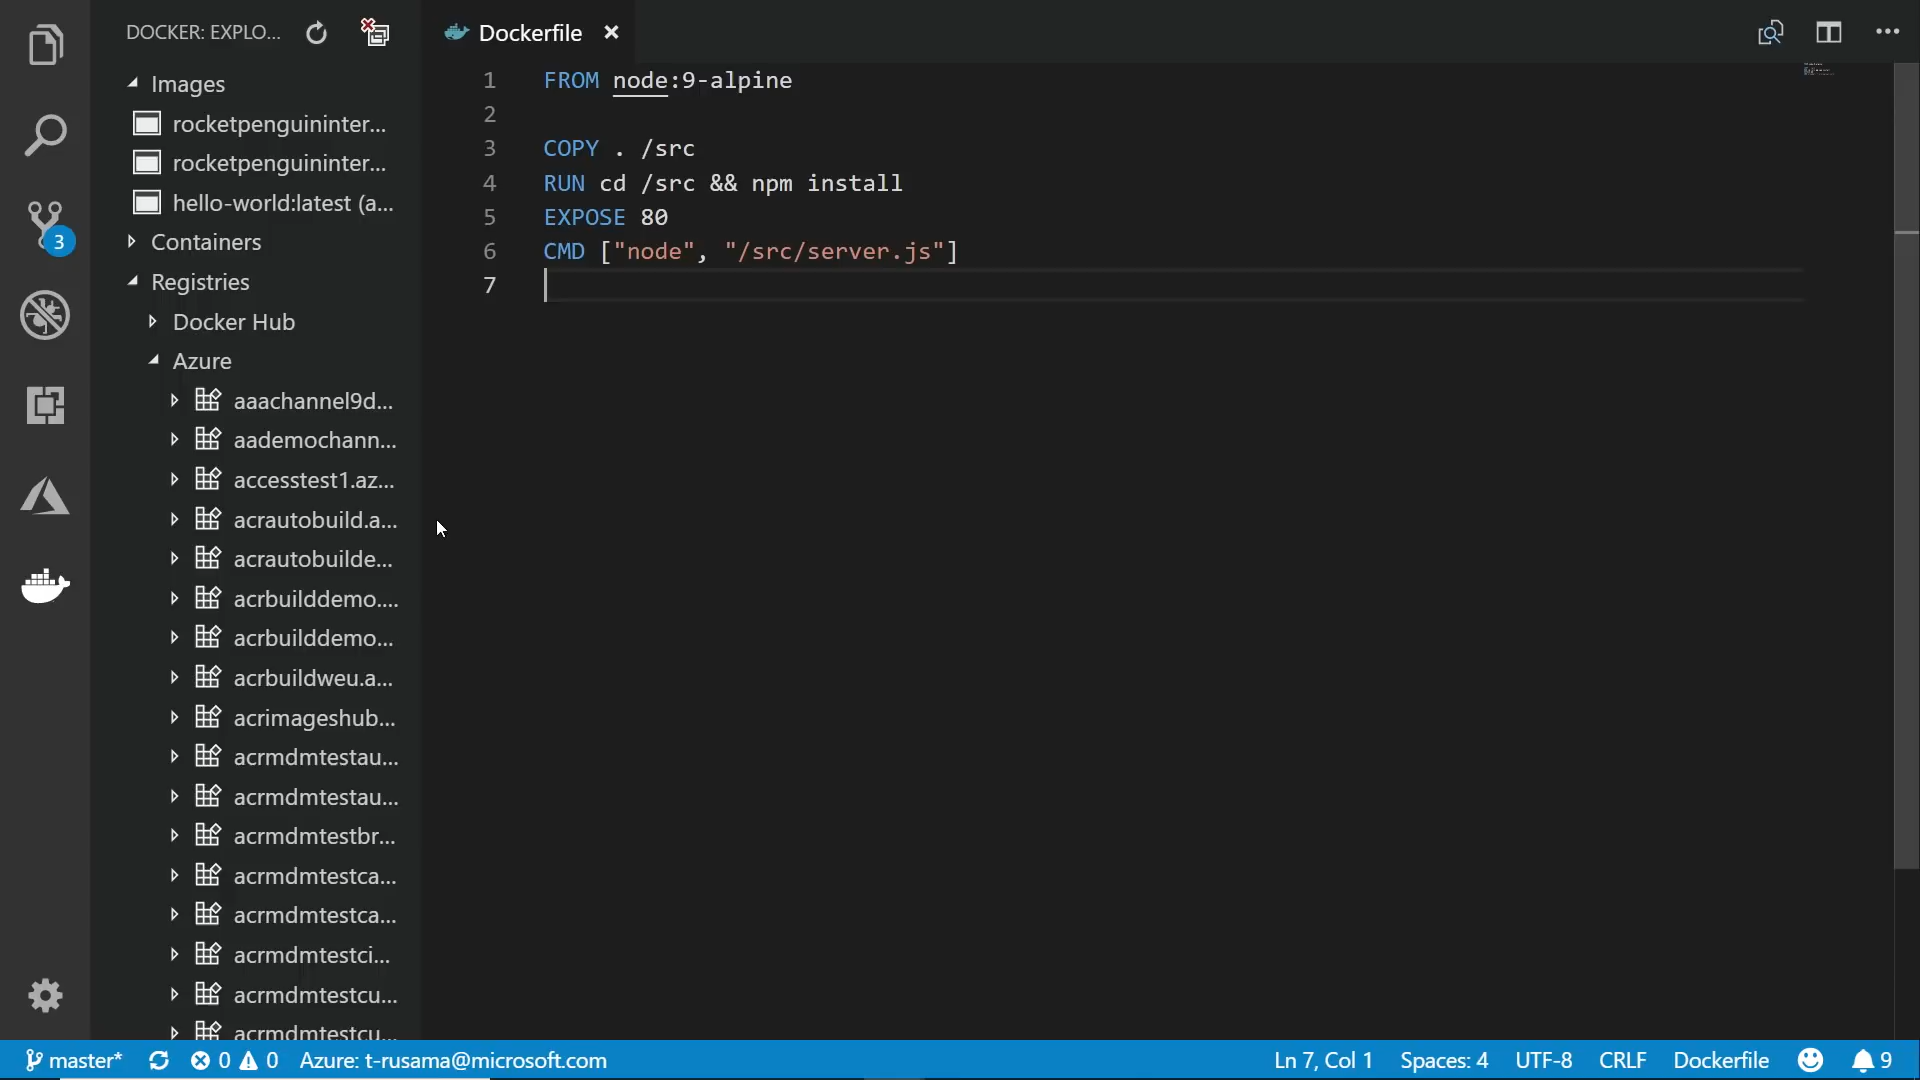 DOCKER: EXPLO...
Images
rocketpenguininter...
rocketpenguininter...
hello-world:latest (a...
Containers
Registries
Docker Hub
Azure
aaachannel9d...
aademochann...
accesstest1.az...
acrautobuild.a...
acrautobuilde...
acrbuilddemo....
acrbuilddemo...
acrbuildweu.a...
acrimageshub...
acrmdmtestau...
acrmdmtestau...
acrmdmtestbr...
acrmdmtestca...
acrmdmtestca...
acrmdmtestci...
acrmdmtestcu...
acrmdmtestcu...
3
Dockerfile
1 FROM node:9-alpine
2
3 COPY . /src
4 RUN cd /src && npm install
5 EXPOSE 80
6 CMD ["node", "/src/server.js"]
7
master* 0 0 Azure: t-rusama@microsoft.com Ln 7, Col 1 Spaces: 4 UTF-8 CRLF Dockerfile 9